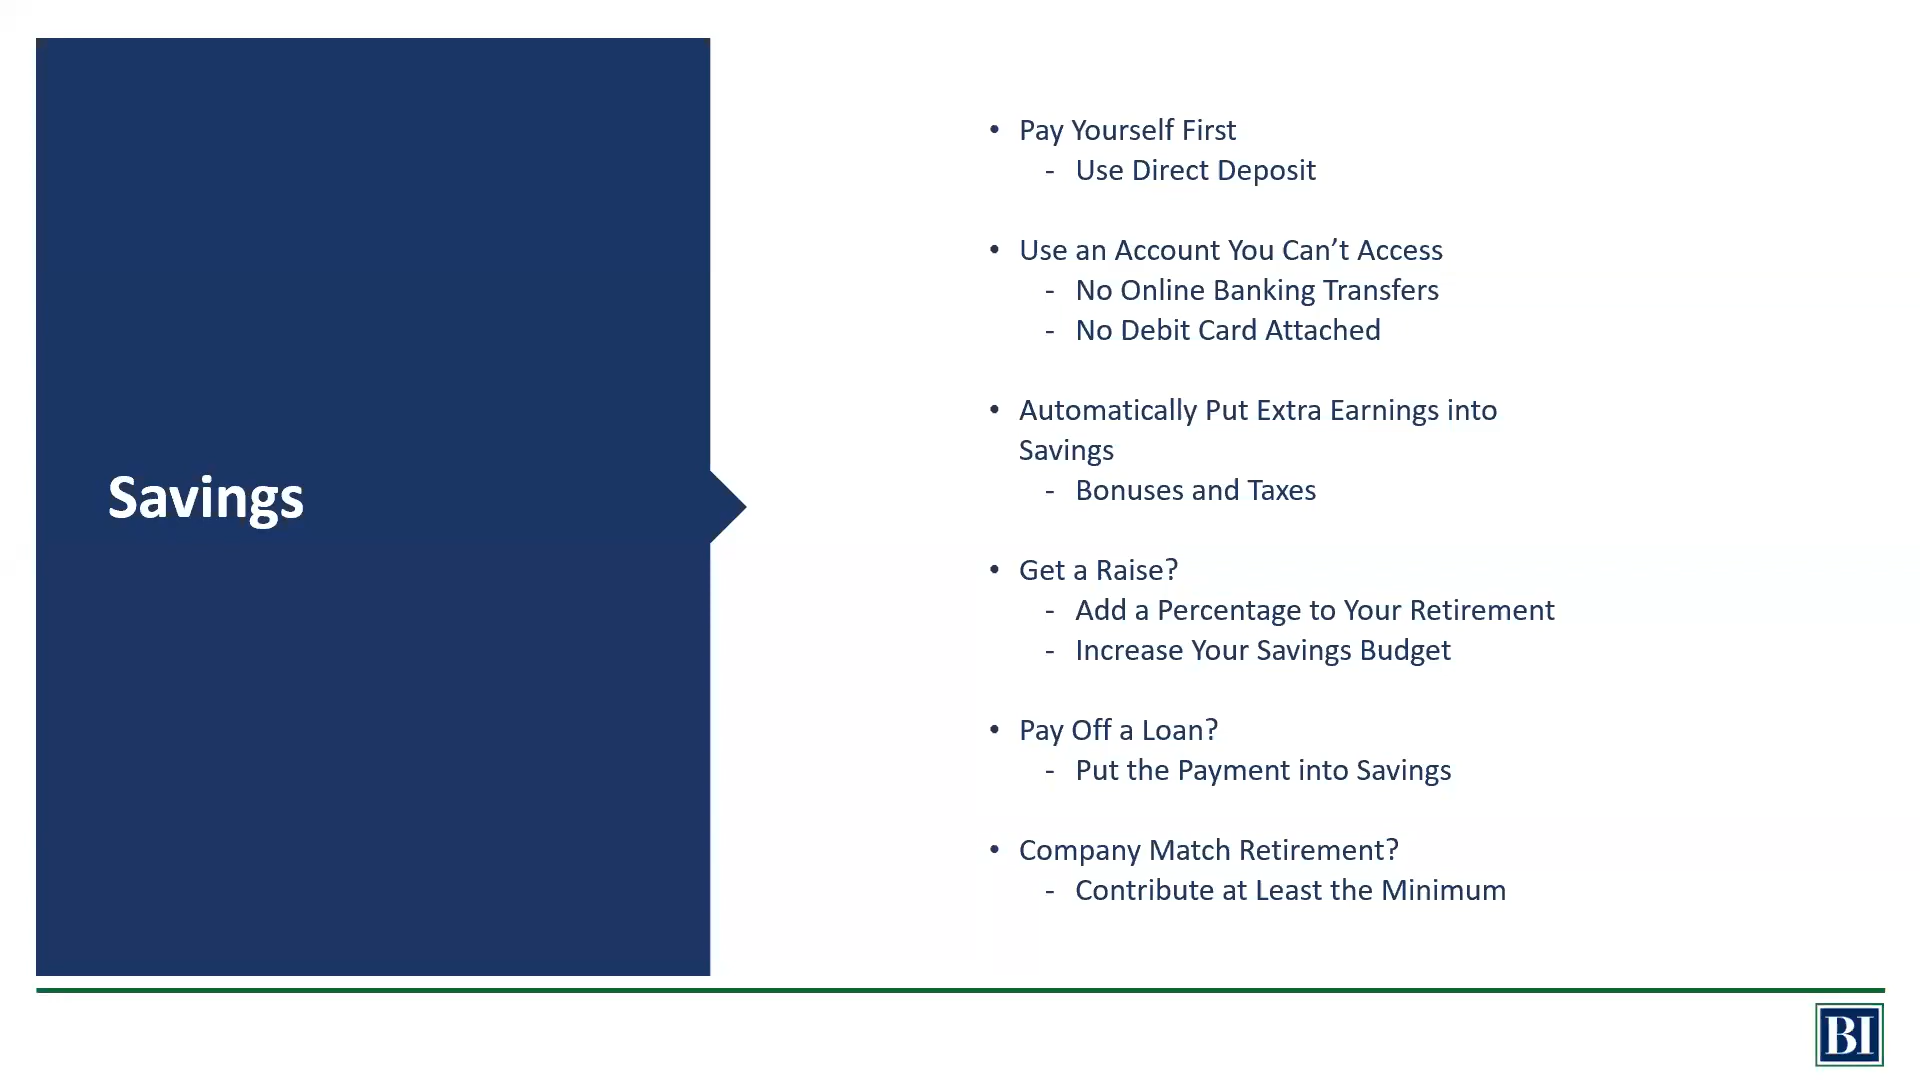 Savings
• Pay Yourself First
- Use Direct Deposit
• Use an Account You Can’t Access
- No Online Banking Transfers
- No Debit Card Attached
• Automatically Put Extra Earnings into
Savings
- Bonuses and Taxes
• Get a Raise?
- Add a Percentage to Your Retirement
- Increase Your Savings Budget
• Pay Off a Loan?
- Put the Payment into Savings
• Company Match Retirement?
- Contribute at Least the Minimum
BI